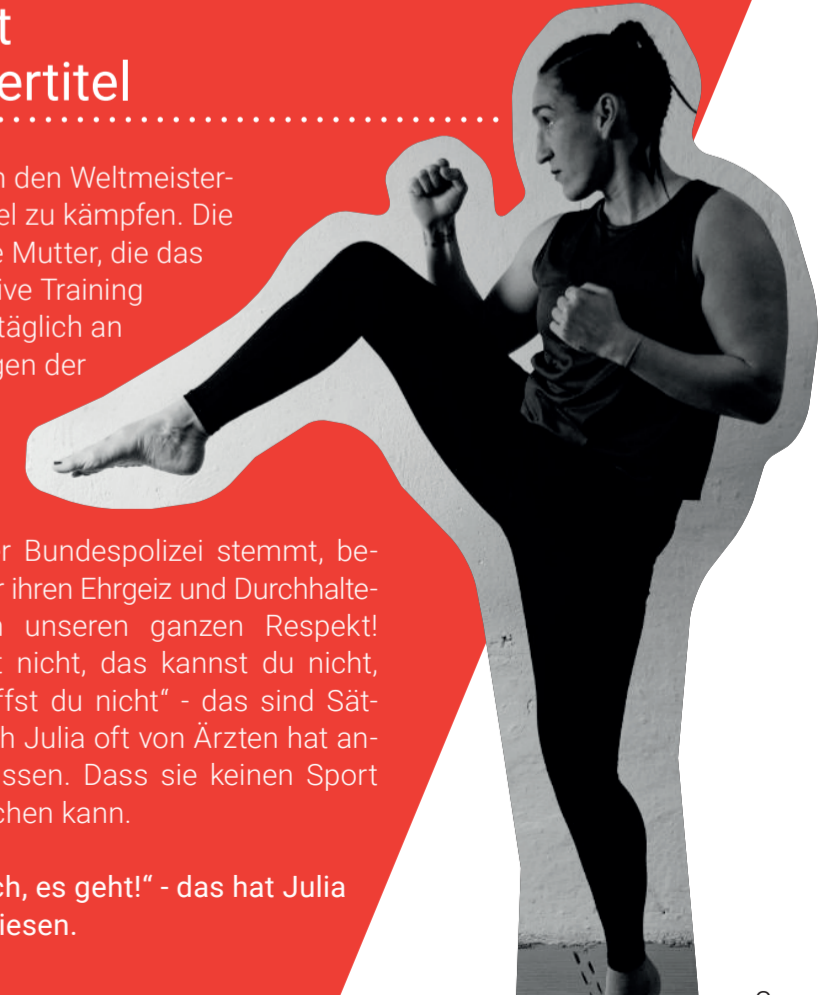 t
ertitel
n den Weltmeister-
el zu kämpfen. Die
e Mutter, die das
ive Training
täglich an
gen der
er Bundespolizei stemmt, be-
r ihren Ehrgeiz und Durchhalte-
n unseren ganzen Respekt!
t nicht, das kannst du nicht,
ffst du nicht“ - das sind Sät-
h Julia oft von Ärzten hat an-
ssen. Dass sie keinen Sport
chen kann.
ch, es geht!“ - das hat Julia
iesen.